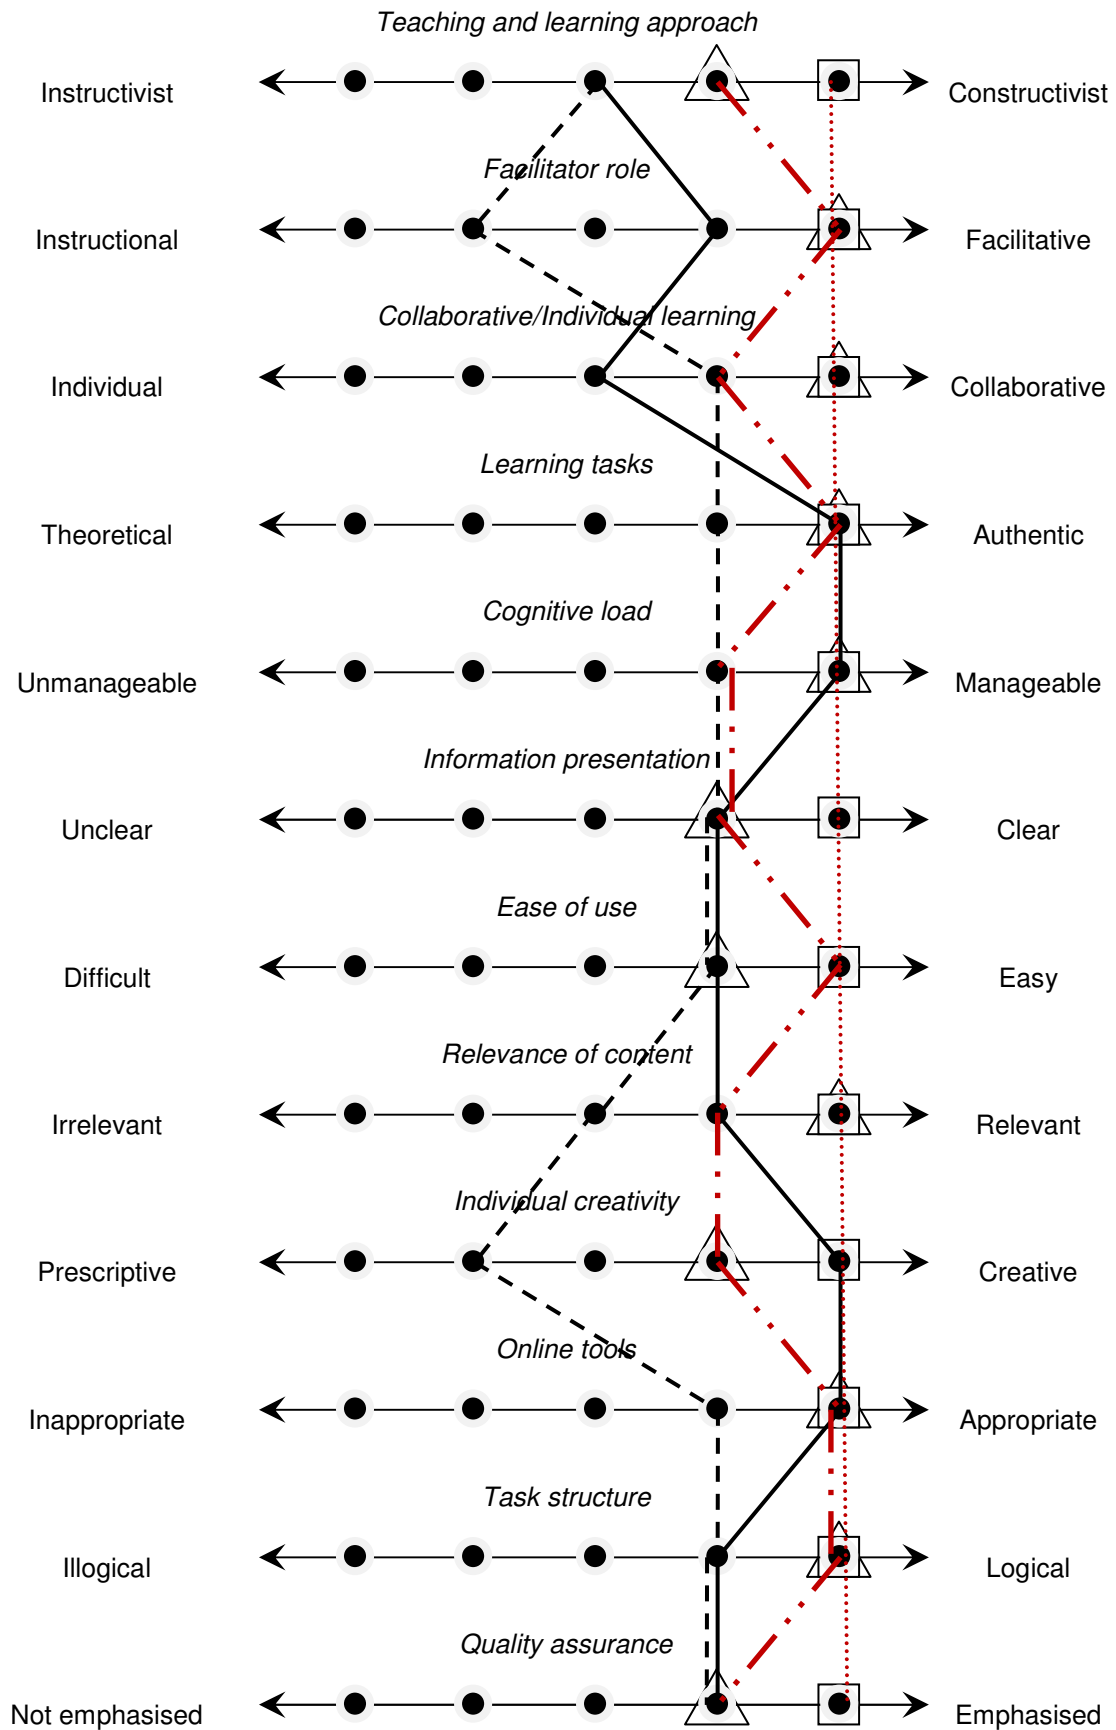 Teaching and learning approach
Instructivist Constructivist
Facilitator role
Instructional Facilitative
Collaborative/Individual learning
Individual Collaborative
Learning tasks
Theoretical Authentic
Cognitive load
Unmanageable Manageable
Information presentation
Unclear Clear
Ease of use
Difficult Easy
Relevance of content
Irrelevant Relevant
Individual creativity
Prescriptive Creative
Online tools
Inappropriate Appropriate
Task structure
Illogical Logical
Quality assurance
Not emphasised Emphasised